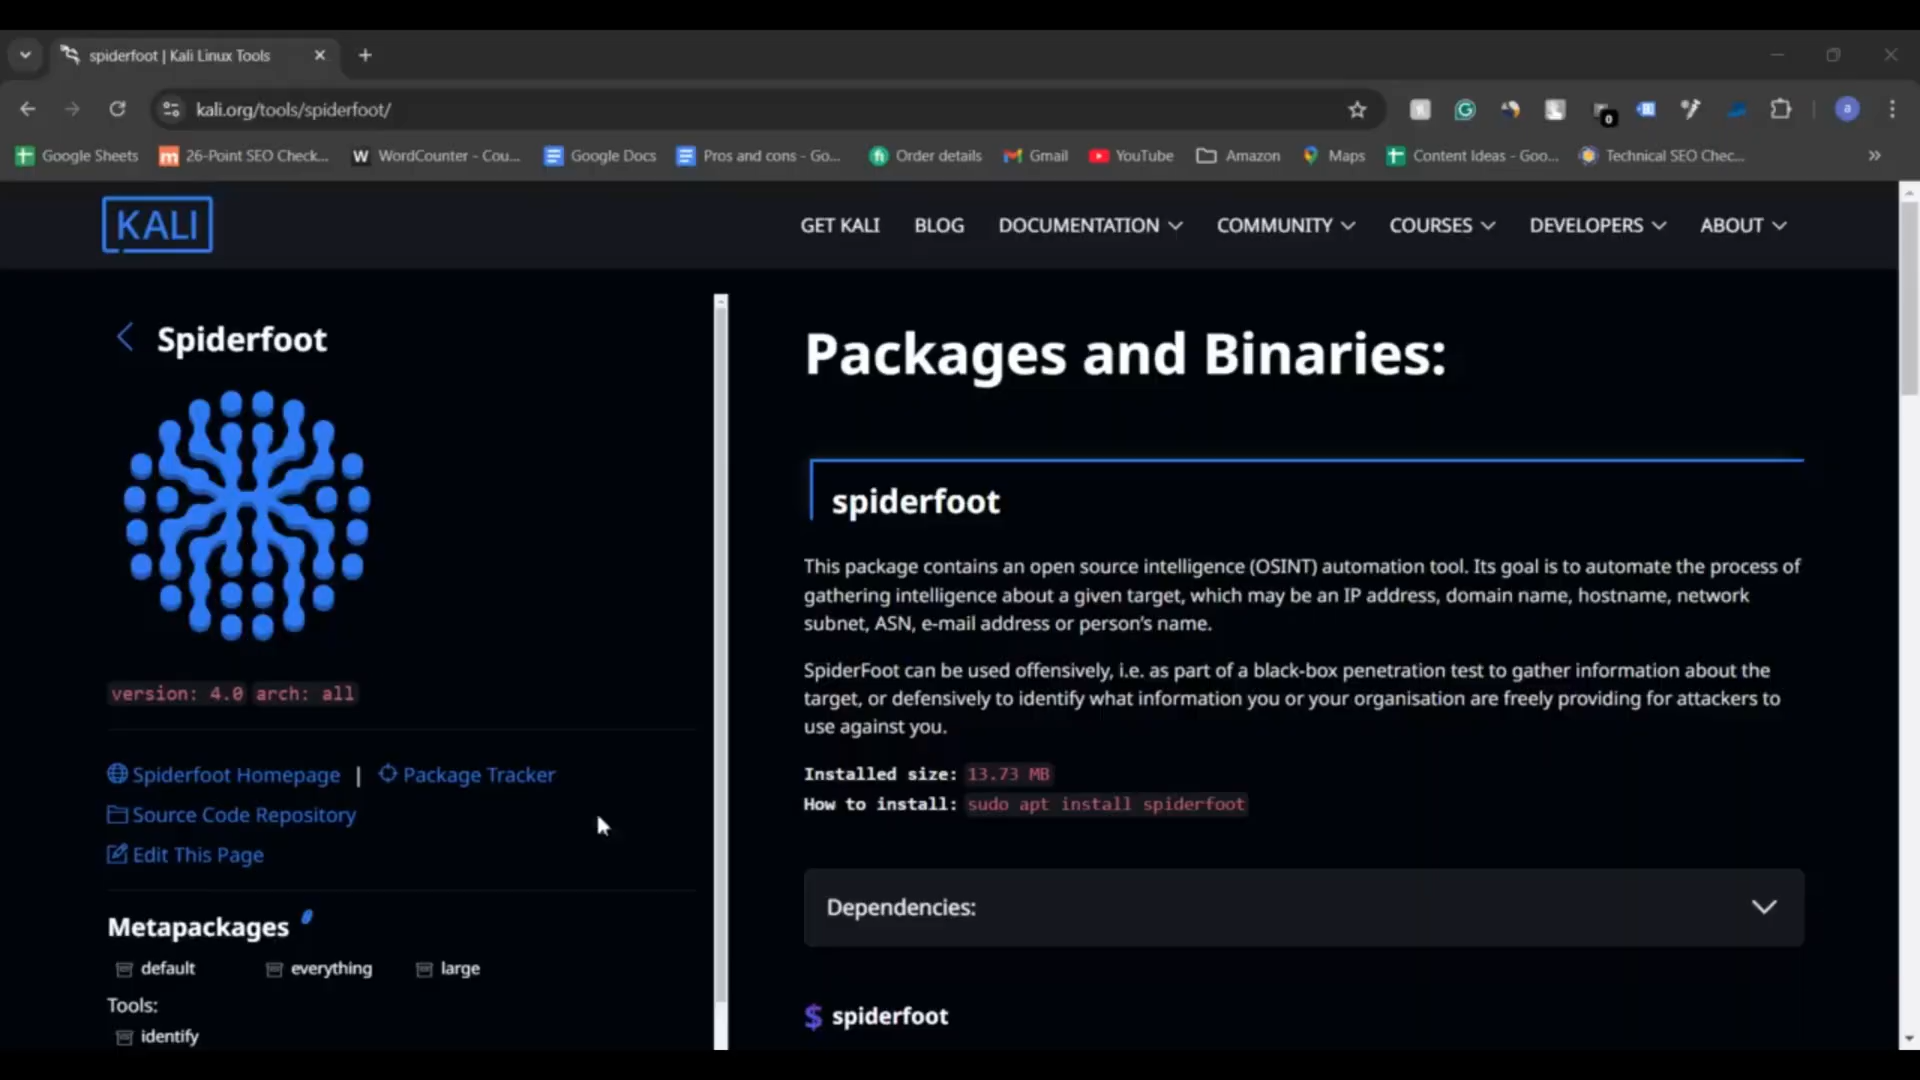 spiderfoot | Kali Linux Tools
kali.org/tools/spiderfoot/
0
a
Google Sheets
26-Point SEO Check...
WordCounter - Cou...
Google Docs
Pros and cons - Go...
Order details
Gmail
YouTube
Amazon
Maps
Content Ideas - Goo...
Technical SEO Chec...
KALI
GET KALI
BLOG
DOCUMENTATION
COMMUNITY
COURSES
DEVELOPERS
ABOUT
Spiderfoot
version: 4.0 arch: all
Spiderfoot Homepage | Package Tracker
Source Code Repository
Edit This Page
Metapackages
default everything large
Tools:
identify
Packages and Binaries:
spiderfoot
This package contains an open source intelligence (OSINT) automation tool. Its goal is to automate the process of
gathering intelligence about a given target, which may be an IP address, domain name, hostname, network
subnet, ASN, e-mail address or person's name.
SpiderFoot can be used offensively, i.e. as part of a black-box penetration test to gather information about the
target, or defensively to identify what information you or your organisation are freely providing for attackers to
use against you.
Installed size: 13.73 MB
How to install: sudo apt install spiderfoot
Dependencies:
$ spiderfoot